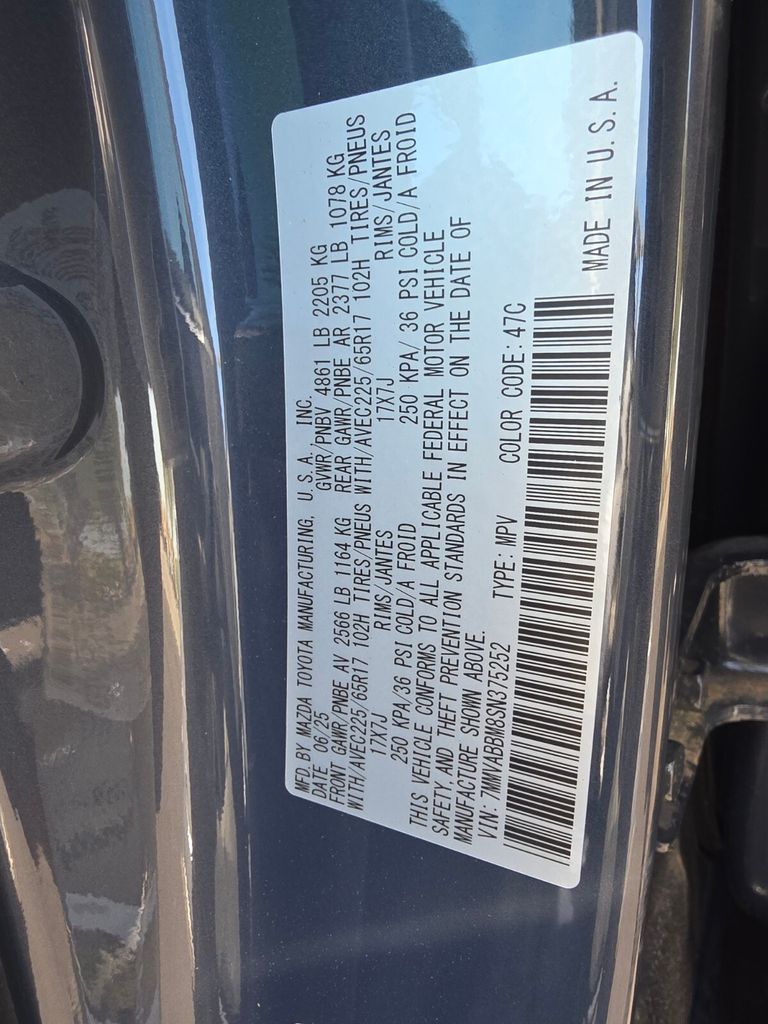 MFD. BY MAZDA TOYOTA MANUFACTURING, U. S. A. INC.
DATE 06/25 GVWR/PNBV 4861 LB 2205 KG
FRONT GAWR/PNBE AV 2566 LB 1164 KG REAR GAWR/PNBE AR 2377 LB 1078 KG
WITH/AVEC225/65R17 102H TIRES/PNEUS WITH/AVEC225/65R17 102H TIRES/PNEUS
17X7J RIMS/JANTES 17X7J RIMS/JANTES
250 KPA/36 PSI COLD/A FROID 250 KPA/ 36 PSI COLD/A FROID
THIS VEHICLE CONFORMS TO ALL APPLICABLE FEDERAL MOTOR VEHICLE
SAFETY AND THEFT PREVENTION STANDARDS IN EFFECT ON THE DATE OF
MANUFACTURE SHOWN ABOVE.
VIN: 7MMVABBM8SN375252 TYPE: MPV COLOR CODE: 47C
MADE IN U. S. A.